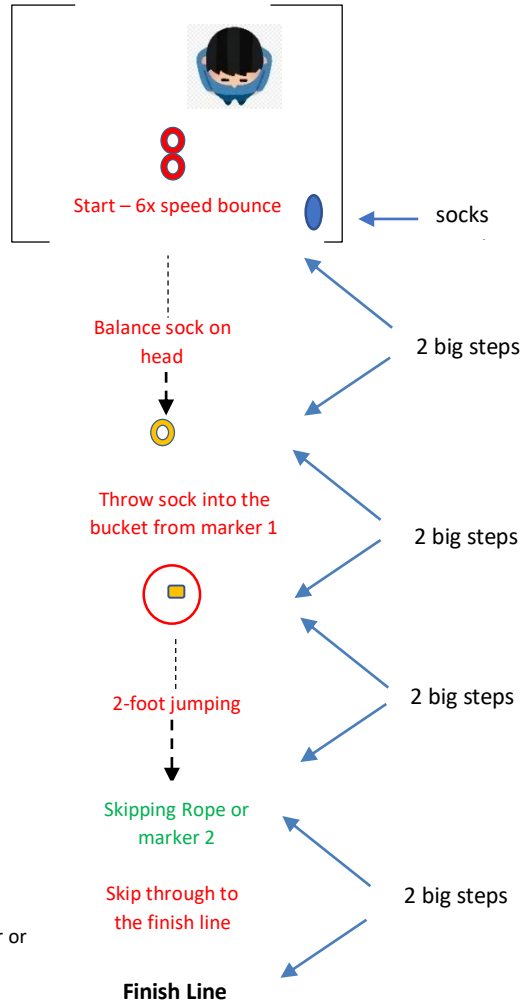 Start – 6x speed bounce
socks
Balance sock on
head
2 big steps
Throw sock into the
bucket from marker 1
2 big steps
2-foot jumping
2 big steps
Skipping Rope or
marker 2
Skip through to
the finish line
2 big steps
or
Finish Line